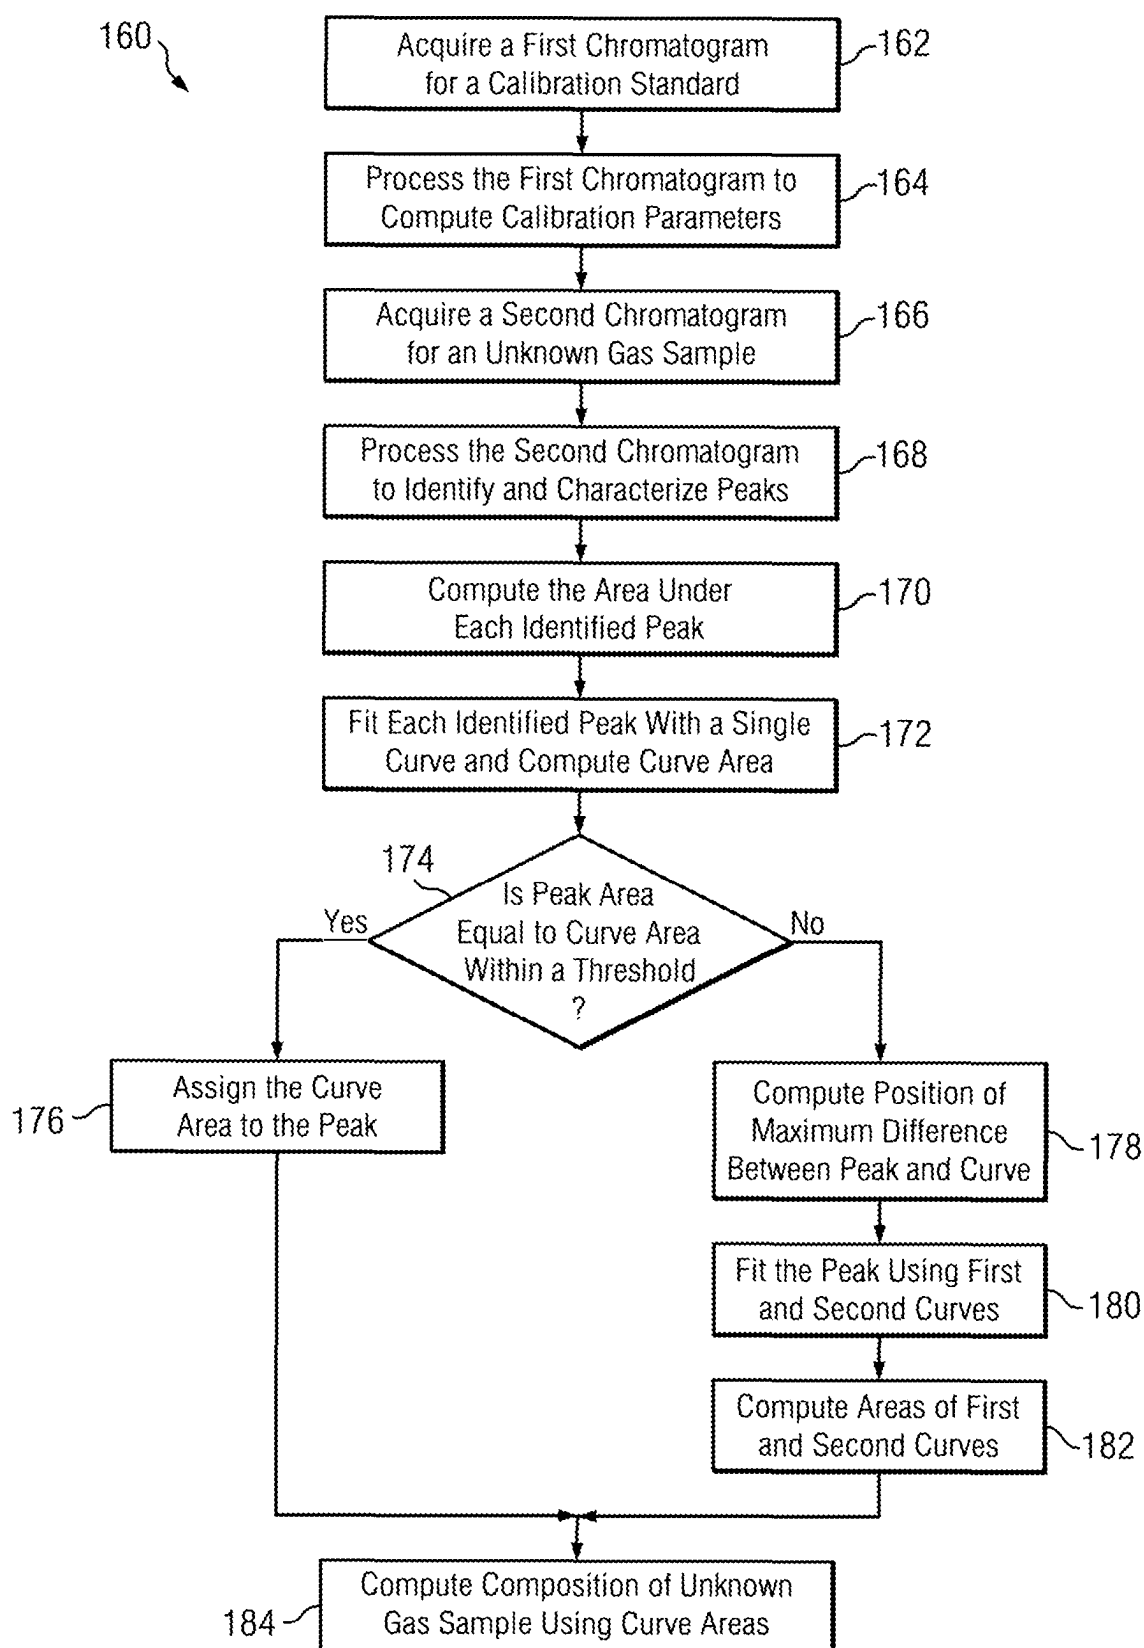 160
Acquire a First Chromatogram
for a Calibration Standard
162
Process the First Chromatogram to
Compute Calibration Parameters
164
Acquire a Second Chromatogram
for an Unknown Gas Sample
166
Process the Second Chromatogram
to Identify and Characterize Peaks
168
Compute the Area Under
Each Identified Peak
170
Fit Each Identified Peak With a Single
Curve and Compute Curve Area
172
174
Is Peak Area
Equal to Curve Area
Within a Threshold
?
Yes
No
Assign the Curve
Area to the Peak
176
Compute Position of
Maximum Difference
Between Peak and Curve
178
Fit the Peak Using First
and Second Curves
180
Compute Areas of First
and Second Curves
182
Compute Composition of Unknown
Gas Sample Using Curve Areas
184